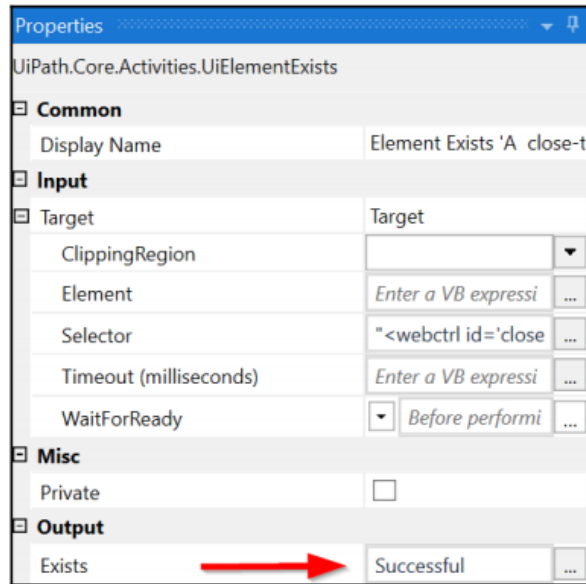 Properties
UiPath.Core.Activities.UiElementExists
Common
Display Name Element Exists 'A close-t
Input
Target Target
ClippingRegion
Element Enter a VB expressi ...
Selector "<webctrl id='close ...
Timeout (milliseconds) Enter a VB expressi ...
WaitForReady Before performi ...
Misc
Private
Output
Exists Successful ...